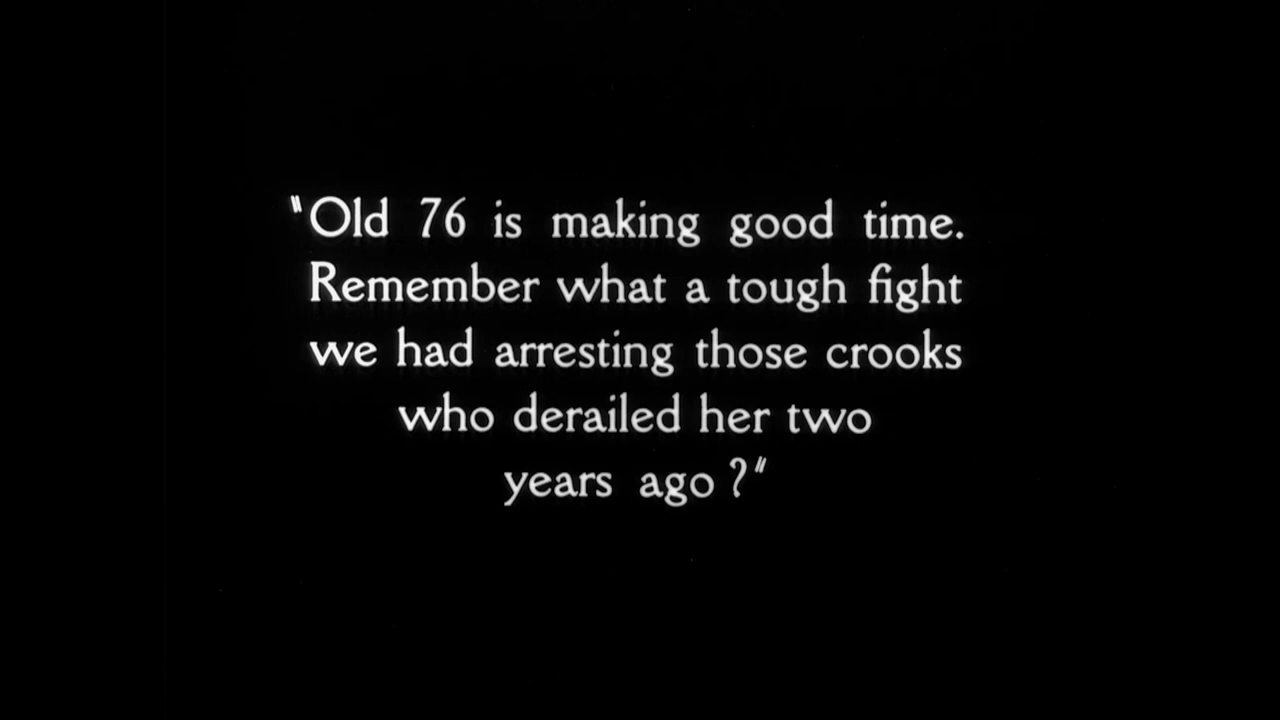 "Old 76 is making good time.
Remember what a tough fight
we had arresting those crooks
who derailed her two
years ago?"